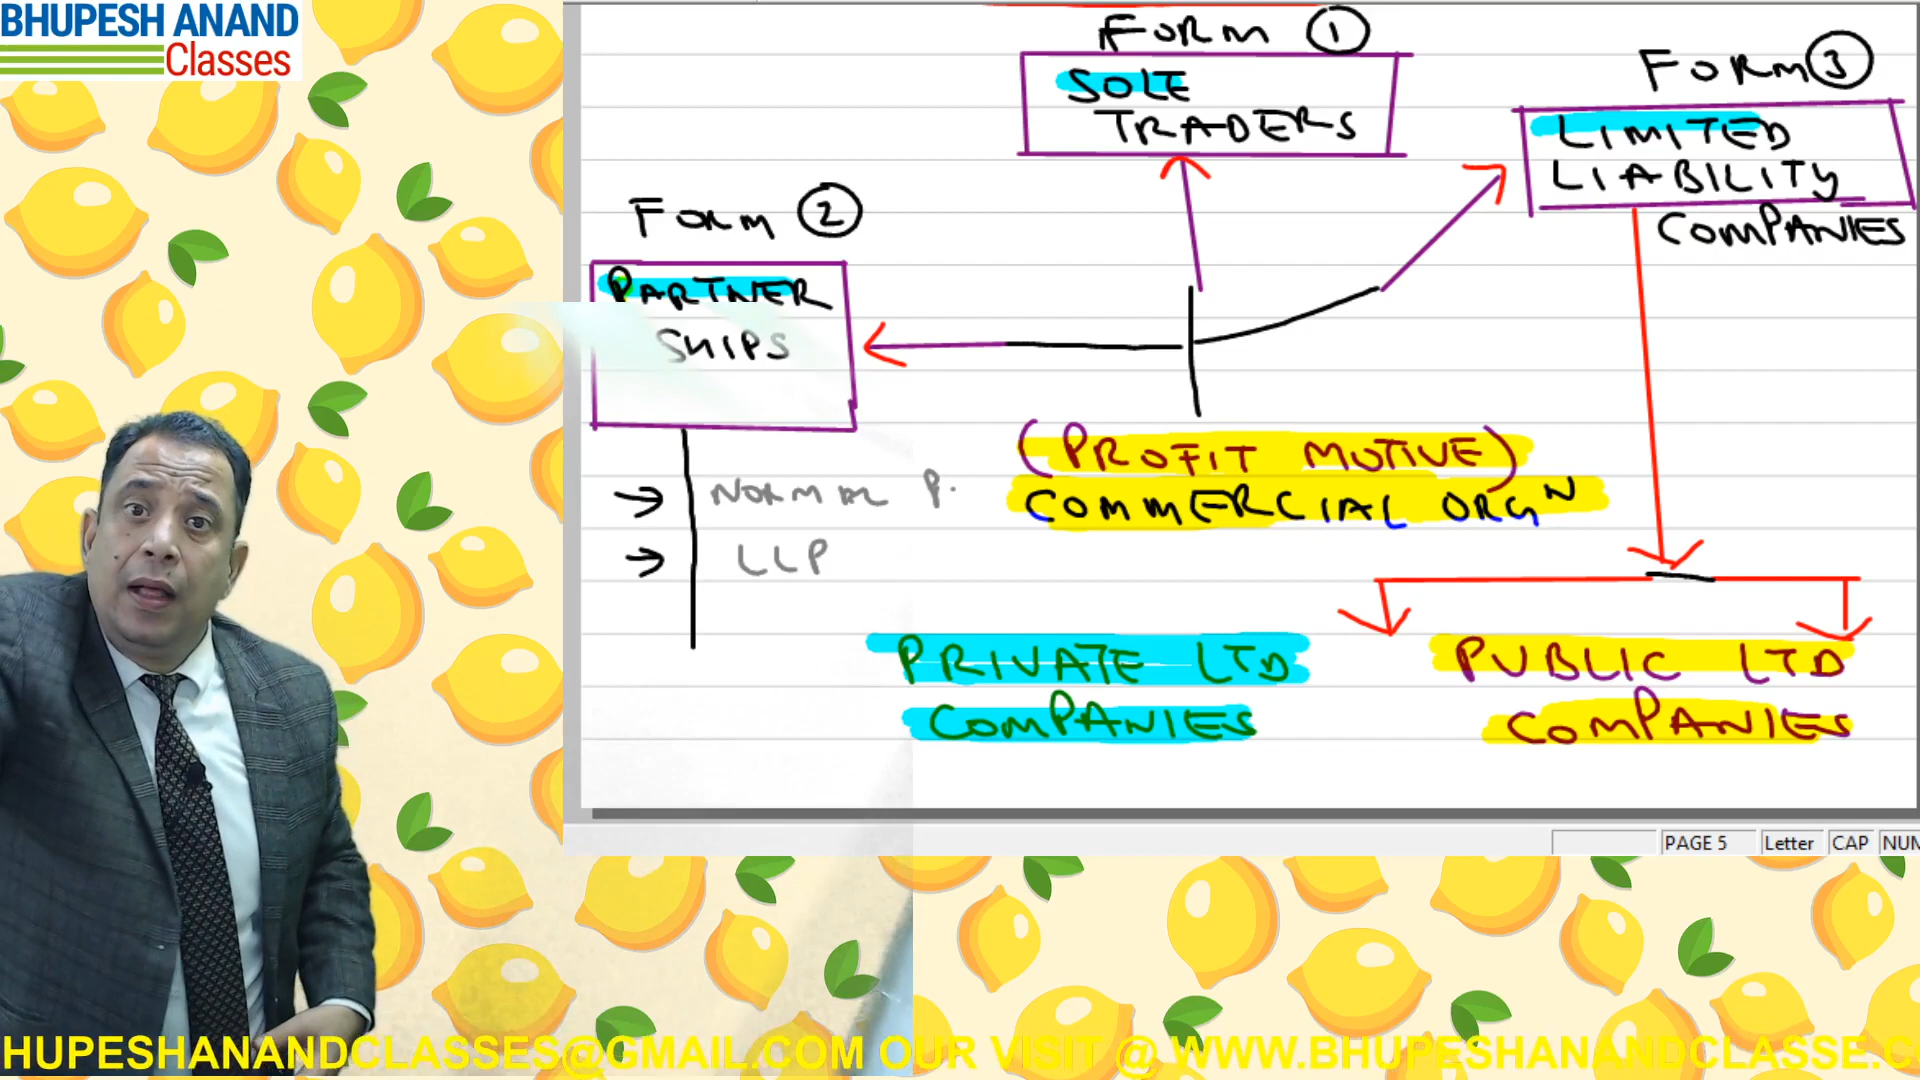 BHUPESH ANAND
Classes
FORM 1
SOLE
TRADERS
FORM 3
LIMITED
LIABILITY
COMPANIES
FORM 2
PARTNER
SHIPS
→ NORMAL P.
→ LLP
(PROFIT MOTIVE)
COMMERCIAL ORGN
PRIVATE LTD
COMPANIES
PUBLIC LTD
COMPANIES
PAGE 5 Letter CAP NUM
HUPESHANANDCLASSES@GMAIL.COM OUR VISIT @ WWW.BHUPESHANANDCLASSE.C